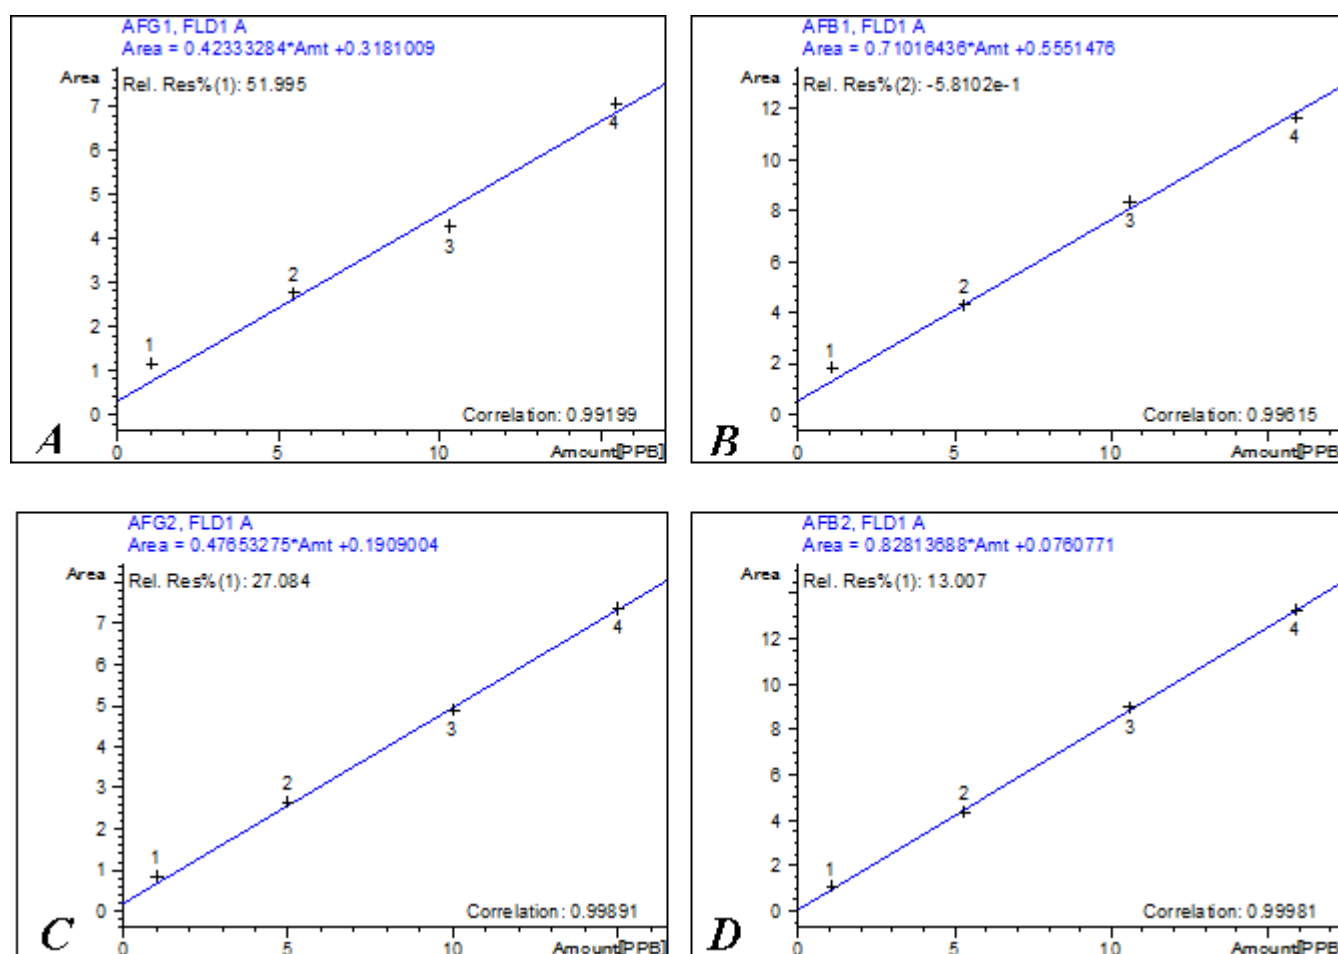 AFG1, FLD1 A
Area = 0.42333284*Amt +0.3181009
Area
Rel. Res%(1): 51.995
7
6
5
4
3
2
1
0
1
2
3
4
Correlation: 0.99199
0
5
10
Amount[PPB]
A
AFB1, FLD1 A
Area = 0.71016436*Amt +0.5551476
Area
Rel. Res%(2): -5.8102e-1
12
10
8
6
4
2
0
1
2
3
4
Correlation: 0.99615
0
5
10
Amount[PPB
B
AFG2, FLD1 A
Area = 0.47653275*Amt +0.1909004
Area
Rel. Res%(1): 27.084
7
6
5
4
3
2
1
0
1
2
3
4
Correlation: 0.99891
0
5
10
Amount[PPB]
C
AFB2, FLD1 A
Area = 0.82813688*Amt +0.0760771
Area
Rel. Res%(1): 13.007
12
10
8
6
4
2
0
1
2
3
4
Correlation: 0.99981
0
5
10
Amount[PPB
D